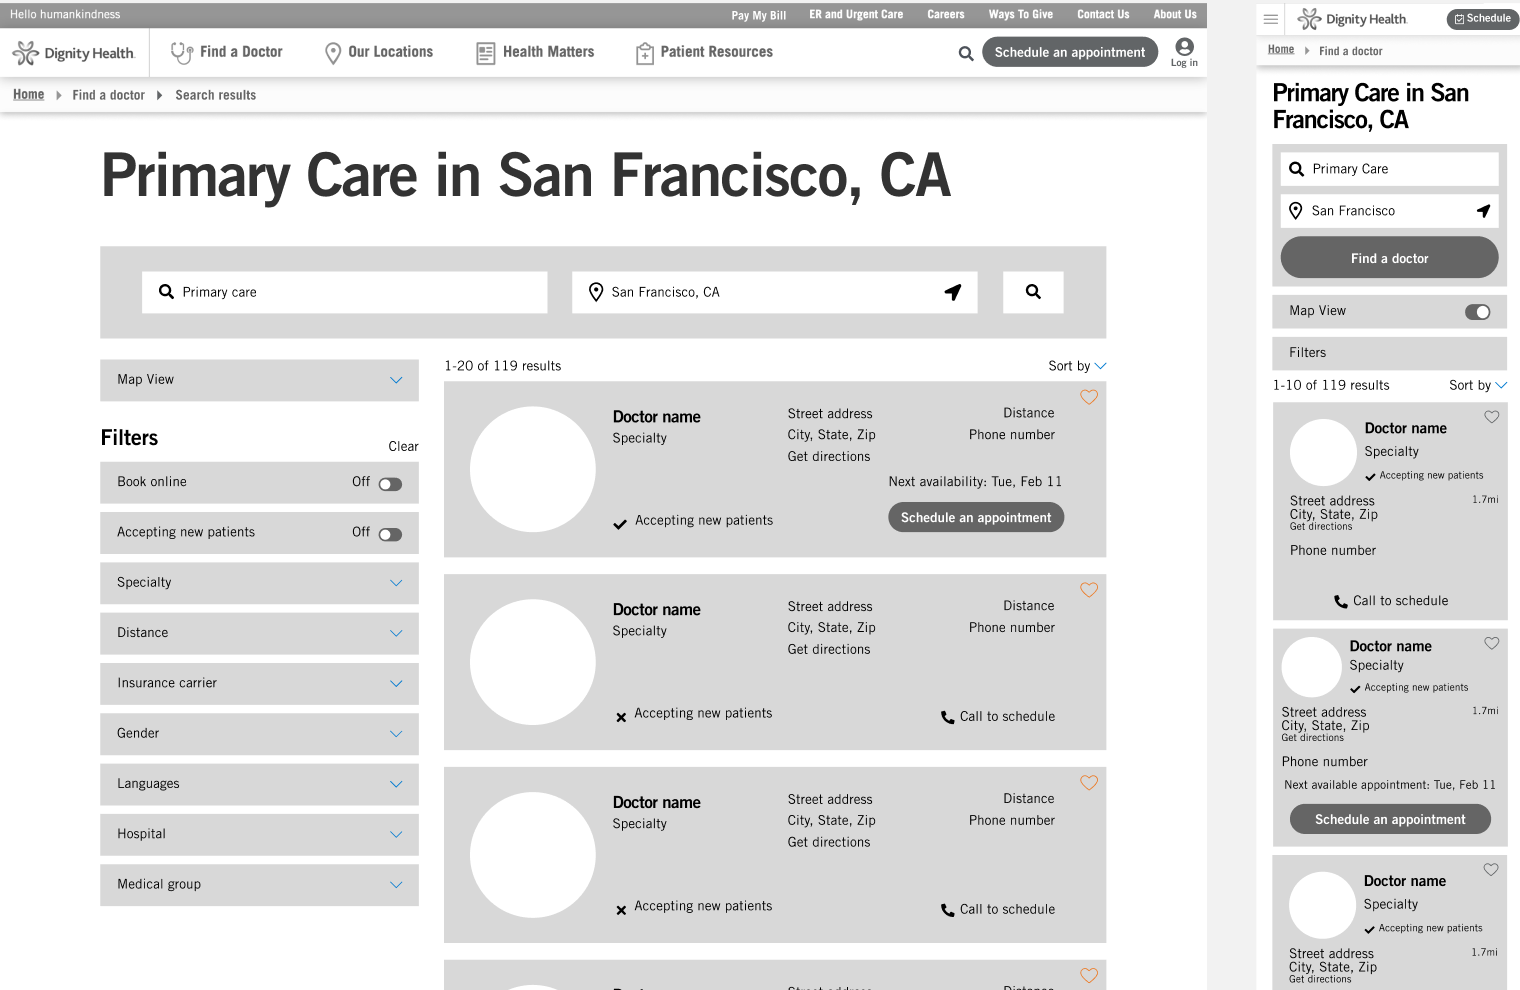 Hello humankindness
Pay My Bill ER and Urgent Care Careers Ways To Give Contact Us About Us
Dignity Health.
Find a Doctor Our Locations Health Matters Patient Resources
Schedule an appointment
Log in
Home Find a doctor Search results
Primary Care in San Francisco, CA
Primary care San Francisco, CA
Map View
Filters
Clear
Book online Off
Accepting new patients Off
Specialty
Distance
Insurance carrier
Gender
Languages
Hospital
Medical group
1-20 of 119 results Sort by
Doctor name
Specialty
Accepting new patients
Street address
City, State, Zip
Get directions
Distance
Phone number
Next availability: Tue, Feb 11
Schedule an appointment
Doctor name
Specialty
Accepting new patients
Street address
City, State, Zip
Get directions
Distance
Phone number
Call to schedule
Doctor name
Specialty
Accepting new patients
Street address
City, State, Zip
Get directions
Distance
Phone number
Call to schedule
Dignity Health.
Schedule
Home Find a doctor
Primary Care in San
Francisco, CA
Primary Care
San Francisco
Find a doctor
Map View
Filters
1-10 of 119 results Sort by
Doctor name
Specialty
Accepting new patients
Street address 1.7mi
City, State, Zip
Get directions
Phone number
Call to schedule
Doctor name
Specialty
Accepting new patients
Street address 1.7mi
City, State, Zip
Get directions
Phone number
Next available appointment: Tue, Feb 11
Schedule an appointment
Doctor name
Specialty
Accepting new patients
Street address 1.7mi
City, State, Zip
Get directions